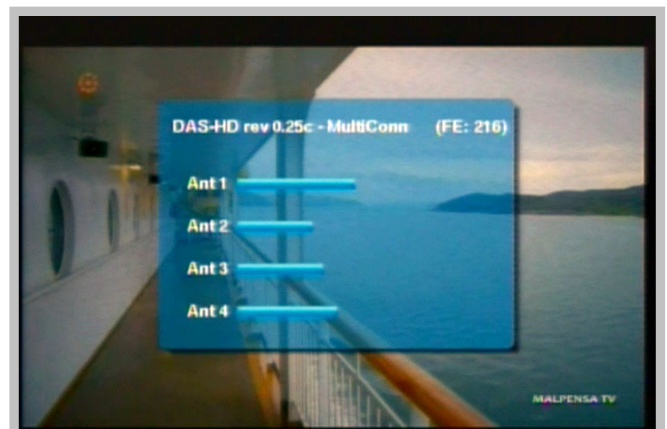 DAS-HD rev 0.25c - MultiConn (FE: 216)
Ant 1
Ant 2
Ant 3
Ant 4
MALPENSA TV